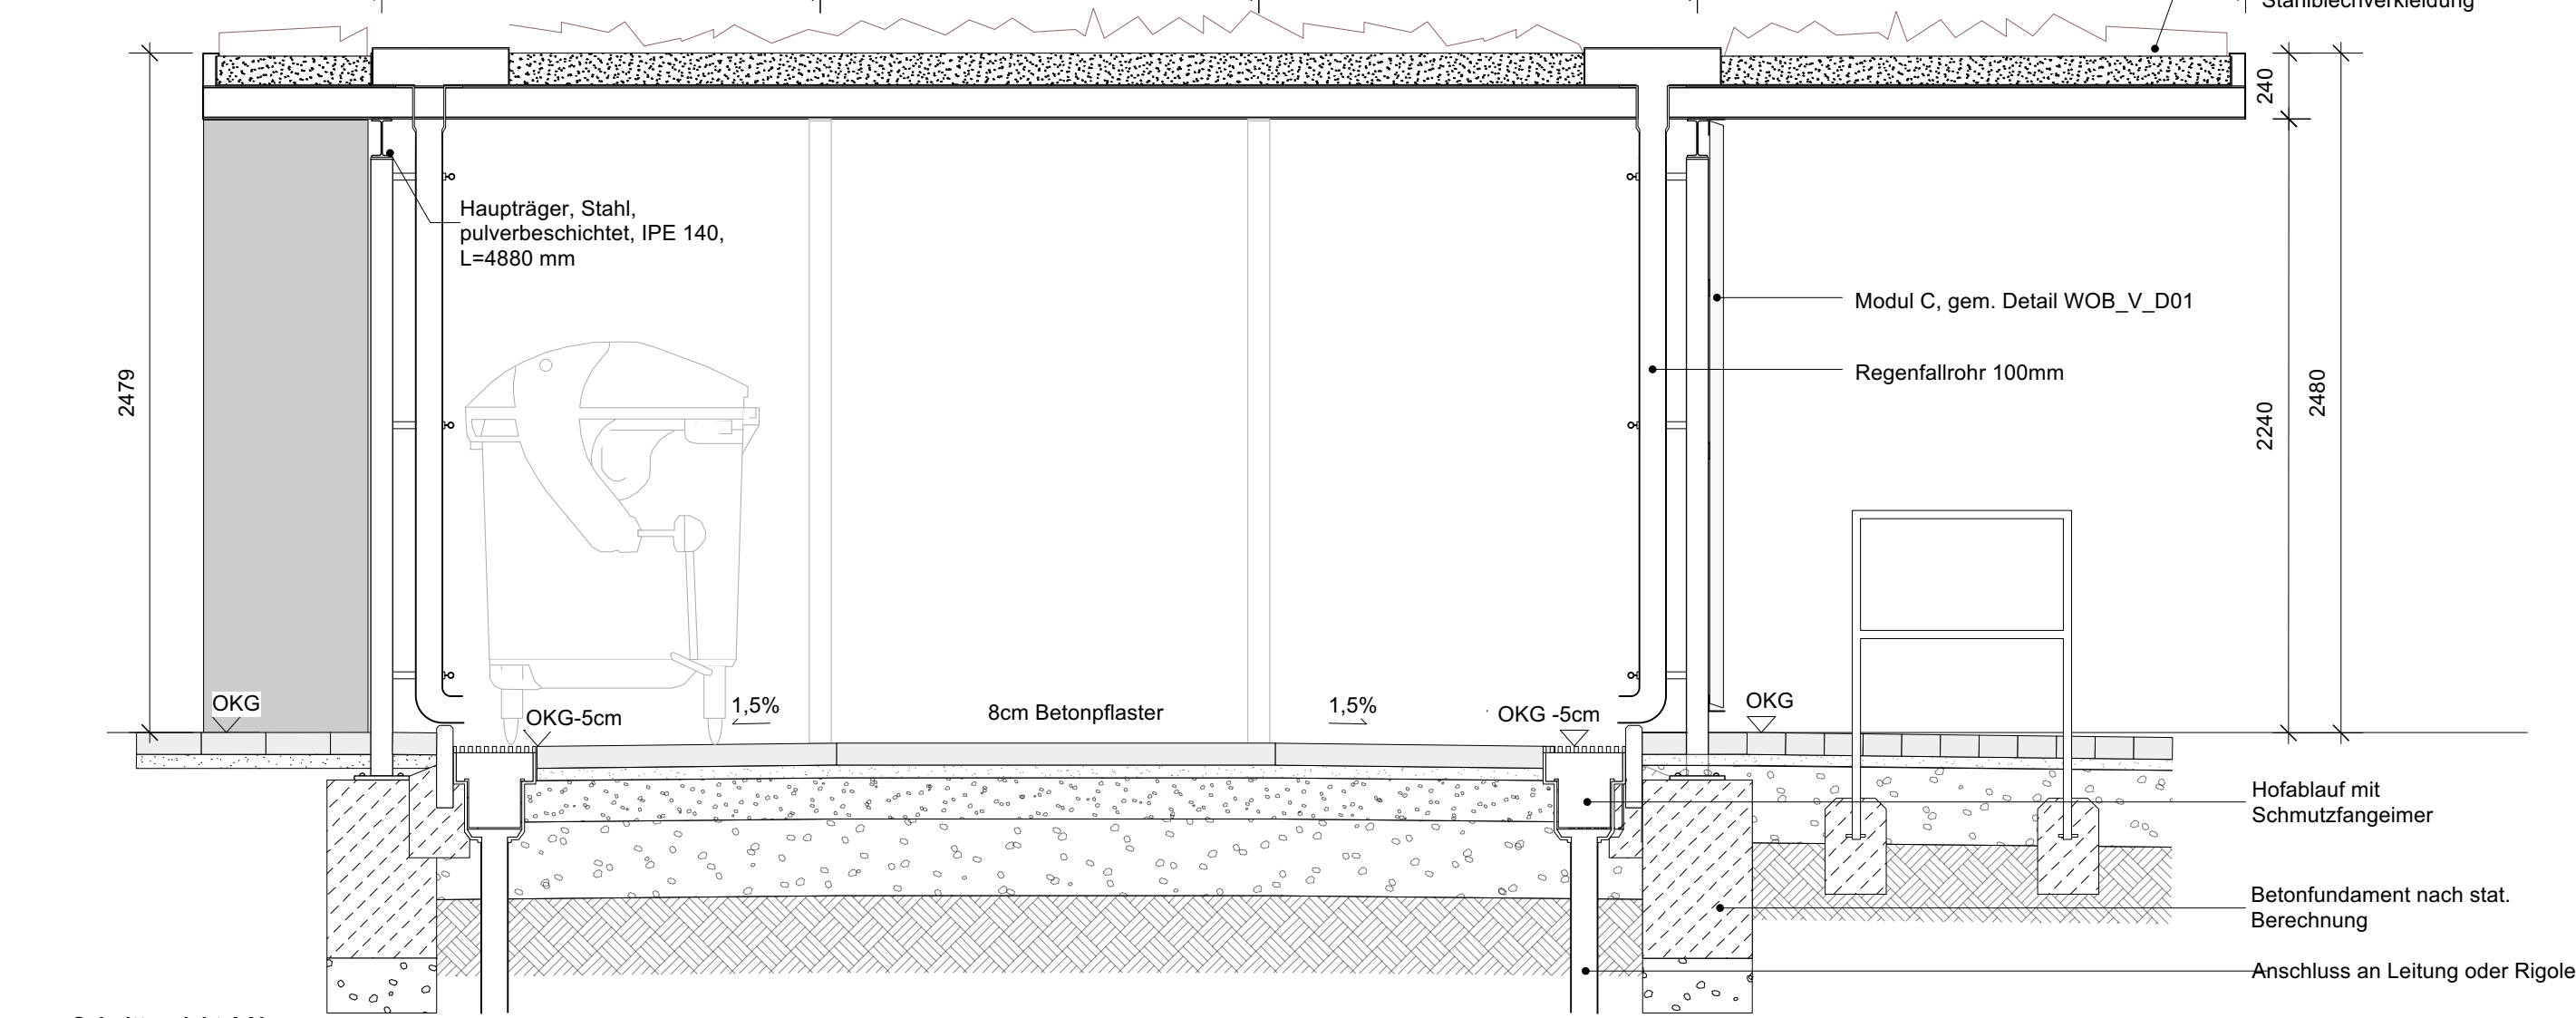 Stahlblechverkleidung
240
Hauptträger, Stahl,
pulverbeschichtet, IPE 140,
L=4880 mm
Modul C, gem. Detail WOB_V_D01
Regenfallrohr 100mm
2479
2240
2480
OKG
OKG-5cm
1,5%
8cm Betonpflaster
1,5%
OKG -5cm
OKG
Hofablauf mit
Schmutzfangeimer
Betonfundament nach stat.
Berechnung
Anschluss an Leitung oder Rigole